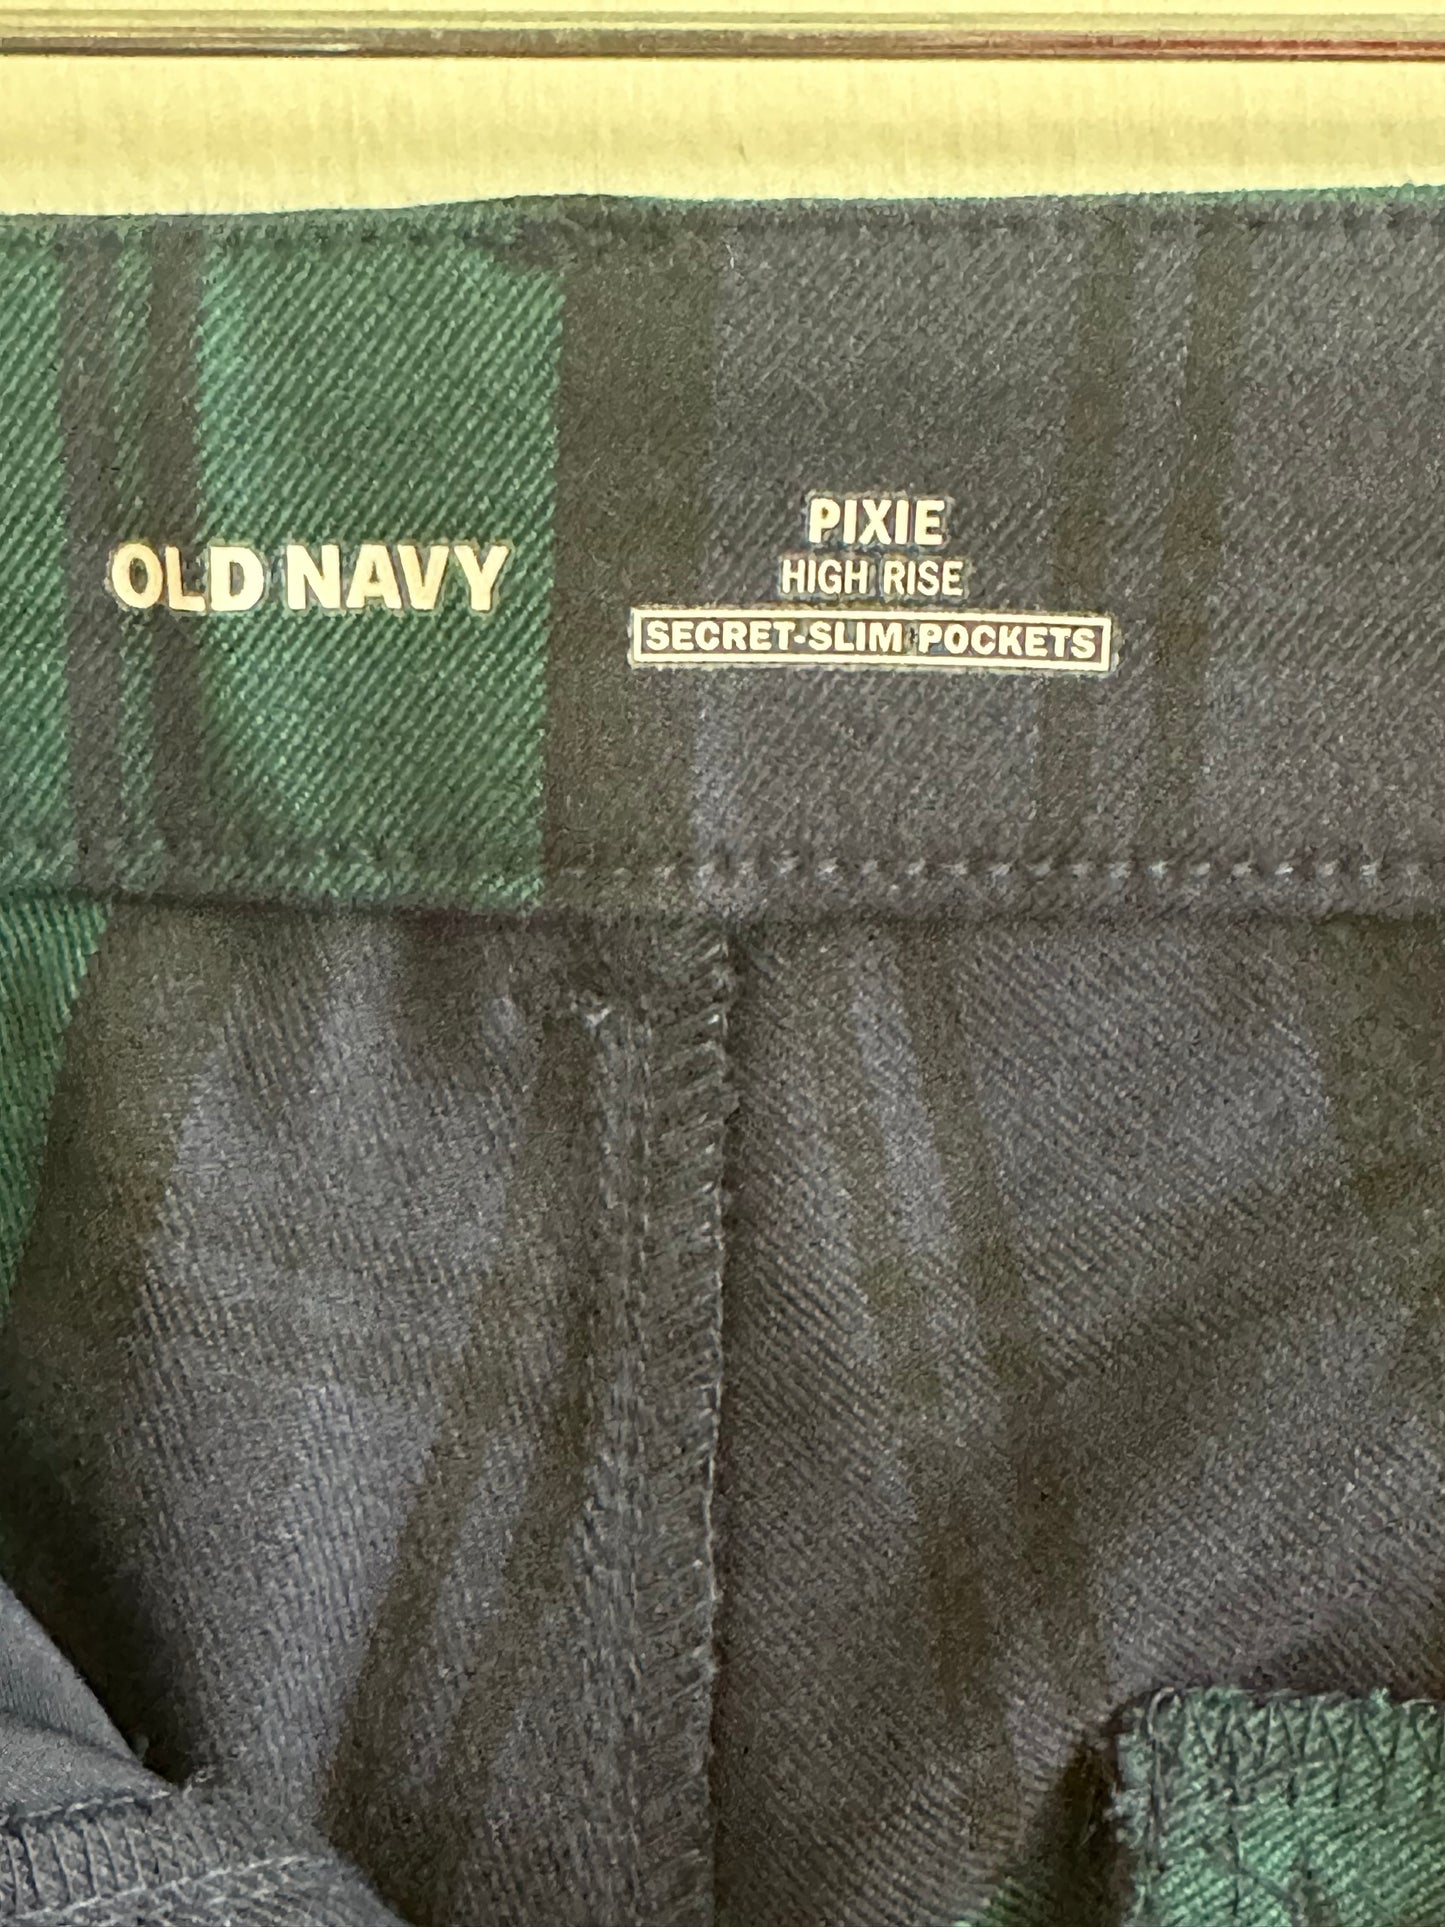 OLD NAVY
PIXIE
HIGH RISE
SECRET-SLIM POCKETS